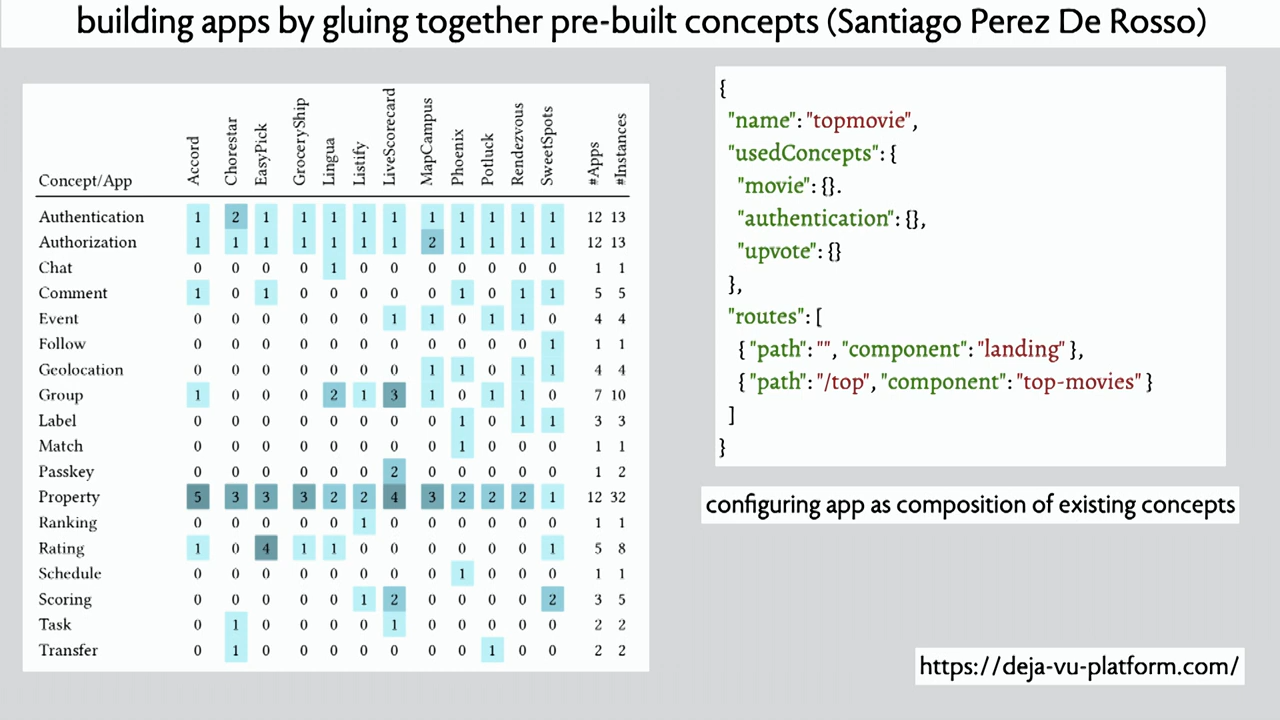 building apps by gluing together pre-built concepts (Santiago Perez De Rosso)
Concept/App Accord Chorestar EasyPick GroceryShip Lingua Listify LiveScorecard MapCampus Phoenix Potluck Rendezvous SweetSpots #Apps #Instances
Authentication 1 2 1 1 1 1 1 1 1 1 1 1 12 13
Authorization 1 1 1 1 1 1 1 2 1 1 1 1 12 13
Chat 0 0 0 0 1 0 0 0 0 0 0 0 1 1
Comment 1 0 1 0 0 0 0 0 1 0 1 1 5 5
Event 0 0 0 0 0 0 1 1 0 1 1 0 4 4
Follow 0 0 0 0 0 0 0 0 0 0 0 1 1 1
Geolocation 0 0 0 0 0 0 0 1 1 0 1 1 4 4
Group 1 0 0 0 2 1 3 1 0 1 1 0 7 10
Label 0 0 0 0 0 0 0 0 1 0 1 1 3 3
Match 0 0 0 0 0 0 0 0 1 0 0 0 1 1
Passkey 0 0 0 0 0 0 2 0 0 0 0 0 1 2
Property 5 3 3 3 2 2 4 3 2 2 2 1 12 32
Ranking 0 0 0 0 0 1 0 0 0 0 0 0 1 1
Rating 1 0 4 1 1 0 0 0 0 0 0 1 5 8
Schedule 0 0 0 0 0 0 0 0 1 0 0 0 1 1
Scoring 0 0 0 0 0 1 2 0 0 0 0 2 3 5
Task 0 1 0 0 0 0 1 0 0 0 0 0 2 2
Transfer 0 1 0 0 0 0 0 0 0 1 0 0 2 2
{
"name": "topmovie",
"usedConcepts": {
"movie": {}.
"authentication": {},
"upvote": {}
},
"routes": [
{ "path": "", "component": "landing" },
{ "path": "/top", "component": "top-movies" }
]
}
configuring app as composition of existing concepts
https://deja-vu-platform.com/